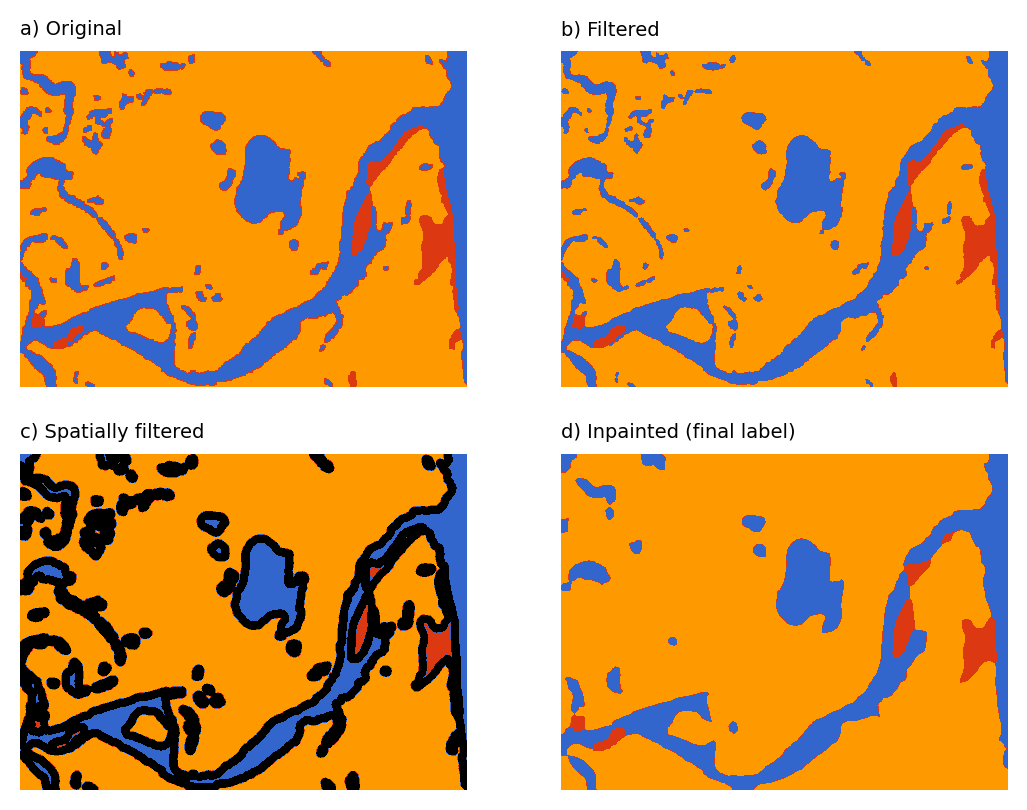 a) Original
b) Filtered
c) Spatially filtered
d) Inpainted (final label)